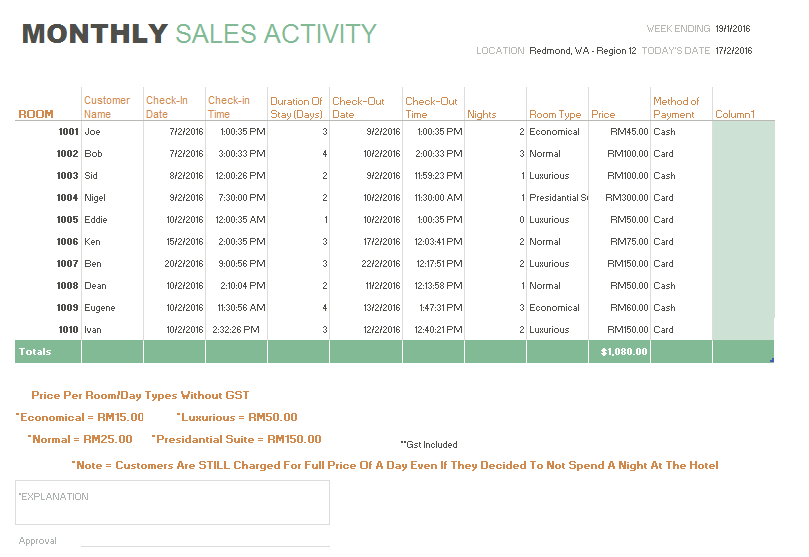 MONTHLY SALES ACTIVITY
WEEK ENDING 19/1/2016
LOCATION Redmond, WA - Region 12 TODAY'S DATE 17/2/2016
ROOM Customer Name Check-In Date Check-in Time Duration Of Stay (Days) Check-Out Date Check-Out Time Nights Room Type Price Method of Payment Column1
1001 Joe 7/2/2016 1:00:35 PM 3 9/2/2016 1:00:35 PM 2 Economical RM45.00 Cash
1002 Bob 7/2/2016 3:00:33 PM 4 10/2/2016 2:00:33 PM 3 Normal RM100.00 Card
1003 Sid 8/2/2016 12:00:26 PM 2 9/2/2016 11:59:23 PM 1 Luxurious RM100.00 Cash
1004 Nigel 9/2/2016 7:30:00 PM 2 10/2/2016 11:30:00 AM 1 Presidantial Su RM300.00 Card
1005 Eddie 10/2/2016 12:00:35 AM 1 10/2/2016 1:00:35 PM 0 Luxurious RM50.00 Card
1006 Ken 15/2/2016 2:00:35 PM 3 17/2/2016 12:03:41 PM 2 Normal RM75.00 Card
1007 Ben 20/2/2016 9:00:56 PM 3 22/2/2016 12:17:51 PM 2 Luxurious RM150.00 Card
1008 Dean 10/2/2016 2:10:04 PM 2 11/2/2016 12:13:58 PM 1 Normal RM50.00 Cash
1009 Eugene 10/2/2016 11:30:56 AM 4 13/2/2016 1:47:31 PM 3 Economical RM60.00 Cash
1010 Ivan 10/2/2016 2:32:26 PM 3 12/2/2016 12:40:21 PM 2 Luxurious RM150.00 Card
Totals $1,080.00
Price Per Room/Day Types Without GST
*Economical = RM15.00 *Luxurious = RM50.00
*Normal = RM25.00 *Presidantial Suite = RM150.00
**Gst Included
*Note = Customers Are STILL Charged For Full Price Of A Day Even If They Decided To Not Spend A Night At The Hotel
*EXPLANATION
Approval